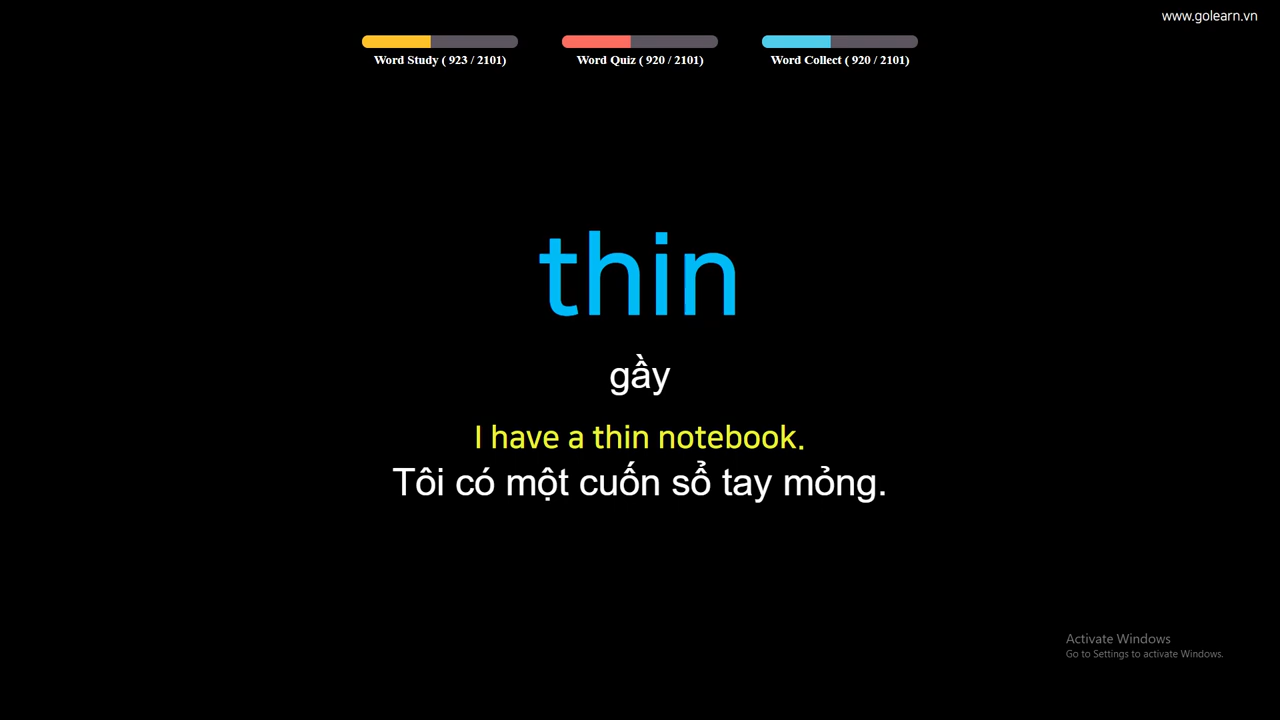 www.golearn.vn
Word Study ( 923 / 2101) Word Quiz ( 920 / 2101) Word Collect ( 920 / 2101)
thin
gầy
I have a thin notebook.
Tôi có một cuốn sổ tay mỏng.
Activate Windows
Go to Settings to activate Windows.